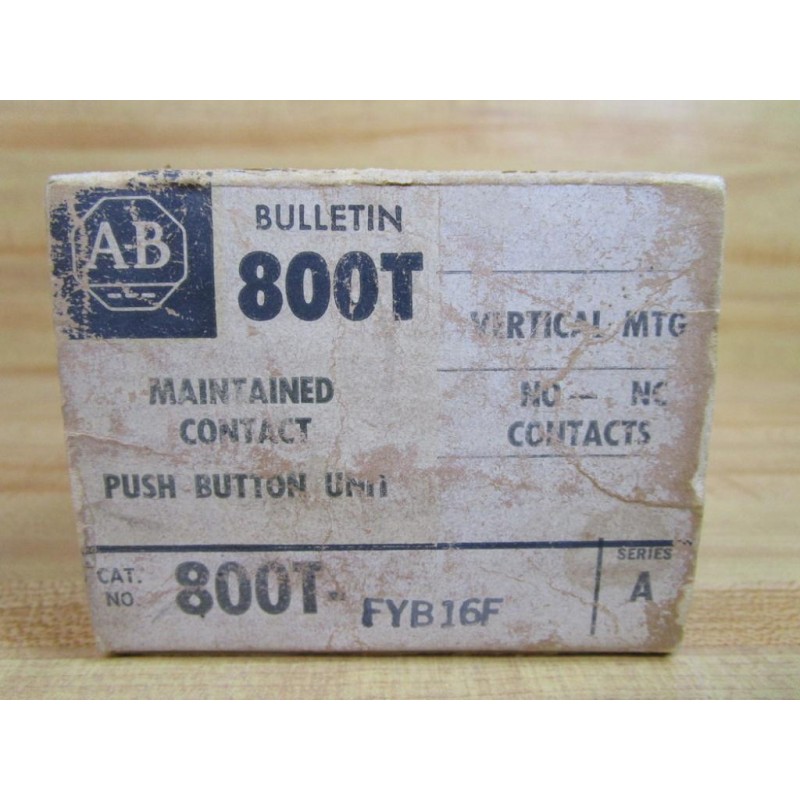 A-B
BULLETIN
800T
VERTICAL MTG
MAINTAINED
CONTACT
NO — NC
CONTACTS
PUSH BUTTON UNIT
CAT.
NO.
800T-
FYB16F
SERIES
A